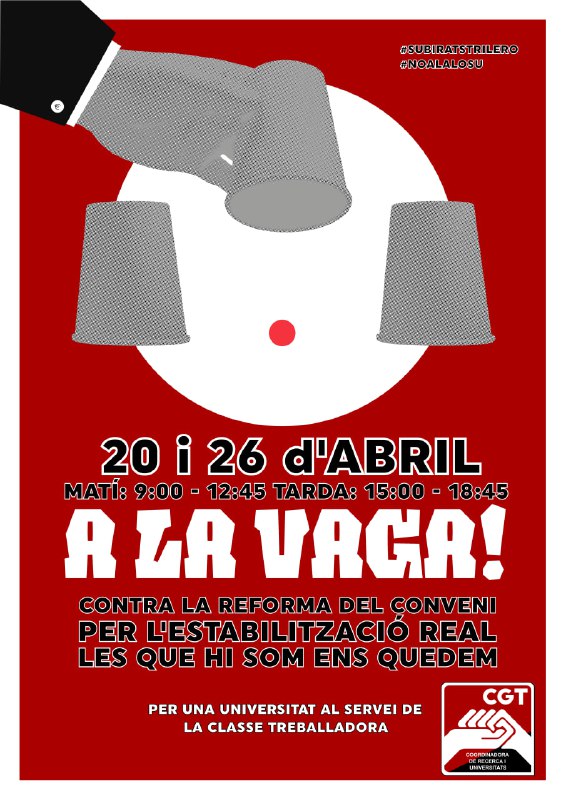 #SUBIRATSTRILERO
#NOALALOSU
€
20 i 26 d'ABRIL
MATÍ: 9:00 - 12:45 TARDA: 15:00 - 18:45
A LA VAGA!
CONTRA LA REFORMA DEL CONVENI
PER L'ESTABILITZACIÓ REAL
LES QUE HI SOM ENS QUEDEM
PER UNA UNIVERSITAT AL SERVEI DE
LA CLASSE TREBALLADORA
CGT
COORDINADORA
DE RECERCA I
UNIVERSITATS